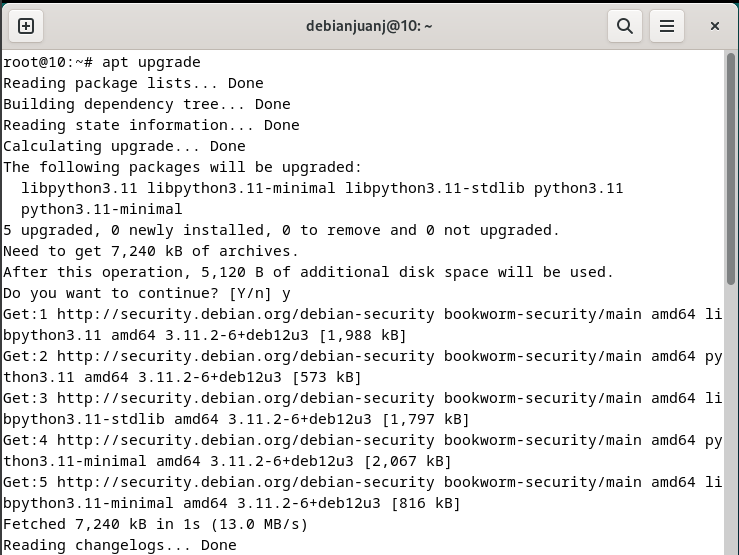 debianjuanj@10: ~
root@10:~# apt upgrade
Reading package lists... Done
Building dependency tree... Done
Reading state information... Done
Calculating upgrade... Done
The following packages will be upgraded:
  libpython3.11 libpython3.11-minimal libpython3.11-stdlib python3.11
  python3.11-minimal
5 upgraded, 0 newly installed, 0 to remove and 0 not upgraded.
Need to get 7,240 kB of archives.
After this operation, 5,120 B of additional disk space will be used.
Do you want to continue? [Y/n] y
Get:1 http://security.debian.org/debian-security bookworm-security/main amd64 li
bpython3.11 amd64 3.11.2-6+deb12u3 [1,988 kB]
Get:2 http://security.debian.org/debian-security bookworm-security/main amd64 py
thon3.11 amd64 3.11.2-6+deb12u3 [573 kB]
Get:3 http://security.debian.org/debian-security bookworm-security/main amd64 li
bpython3.11-stdlib amd64 3.11.2-6+deb12u3 [1,797 kB]
Get:4 http://security.debian.org/debian-security bookworm-security/main amd64 py
thon3.11-minimal amd64 3.11.2-6+deb12u3 [2,067 kB]
Get:5 http://security.debian.org/debian-security bookworm-security/main amd64 li
bpython3.11-minimal amd64 3.11.2-6+deb12u3 [816 kB]
Fetched 7,240 kB in 1s (13.0 MB/s)
Reading changelogs... Done